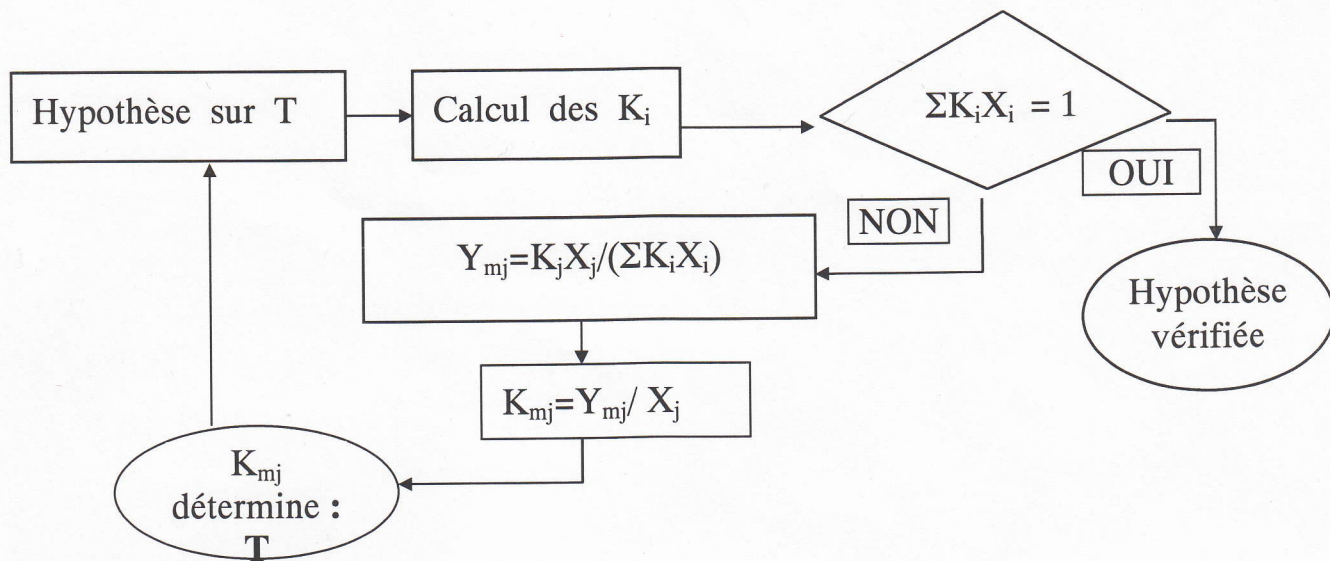 Hypothèse sur T
Calcul des Kᵢ
ΣKᵢXᵢ = 1
OUI
NON
Yₘⱼ=KⱼXⱼ/(ΣKᵢXᵢ)
Hypothèse
vérifiée
Kₘⱼ=Yₘⱼ/ Xⱼ
Kₘⱼ
détermine :
T